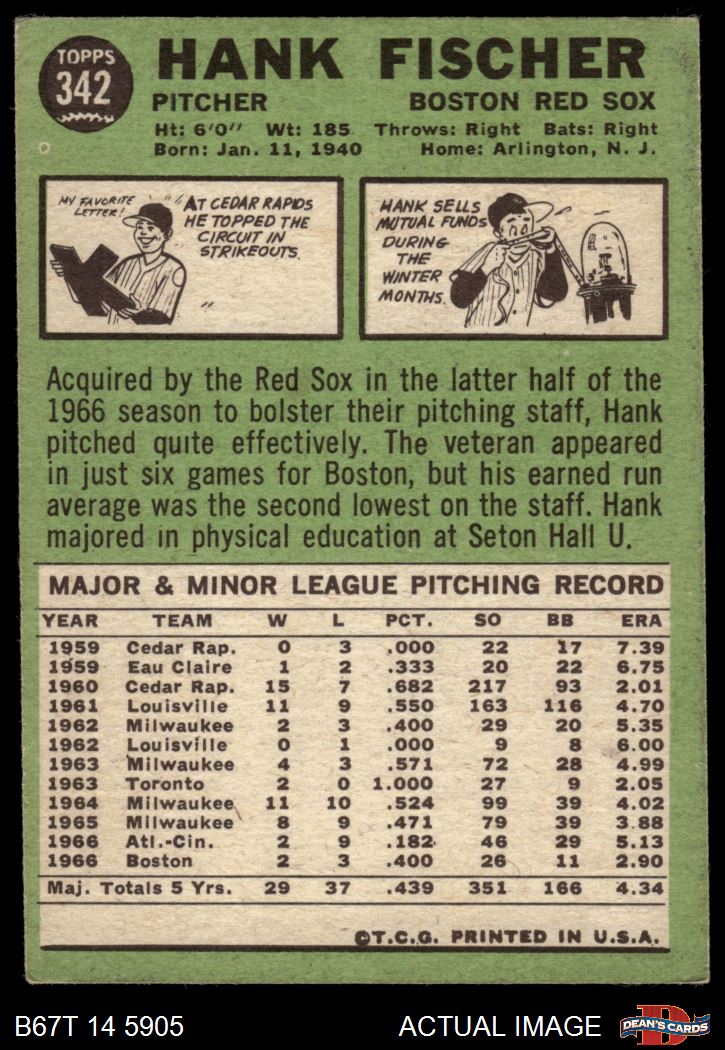 TOPPS
342
HANK FISCHER
PITCHER BOSTON RED SOX
Ht: 6'0" Wt: 185 Throws: Right Bats: Right
Born: Jan. 11, 1940 Home: Arlington, N. J.
MY FAVORITE
LETTER!
AT CEDAR RAPIDS
HE TOPPED THE
CIRCUIT IN
STRIKEOUTS.
HANK SELLS
MUTUAL FUNDS
DURING
THE
WINTER
MONTHS.
Acquired by the Red Sox in the latter half of the
1966 season to bolster their pitching staff, Hank
pitched quite effectively. The veteran appeared
in just six games for Boston, but his earned run
average was the second lowest on the staff. Hank
majored in physical education at Seton Hall U.
MAJOR & MINOR LEAGUE PITCHING RECORD
YEAR TEAM W L PCT. SO BB ERA
1959 Cedar Rap. 0 3 .000 22 17 7.39
1959 Eau Claire 1 2 .333 20 22 6.75
1960 Cedar Rap. 15 7 .682 217 93 2.01
1961 Louisville 11 9 .550 163 116 4.70
1962 Milwaukee 2 3 .400 29 20 5.35
1962 Louisville 0 1 .000 9 8 6.00
1963 Milwaukee 4 3 .571 72 28 4.99
1963 Toronto 2 0 1.000 27 9 2.05
1964 Milwaukee 11 10 .524 99 39 4.02
1965 Milwaukee 8 9 .471 79 39 3.88
1966 Atl.-Cin. 2 9 .182 46 29 5.13
1966 Boston 2 3 .400 26 11 2.90
Maj. Totals 5 Yrs. 29 37 .439 351 166 4.34
©T.C.G. PRINTED IN U.S.A.
B67T 14 5905 ACTUAL IMAGE DEAN'S CARDS